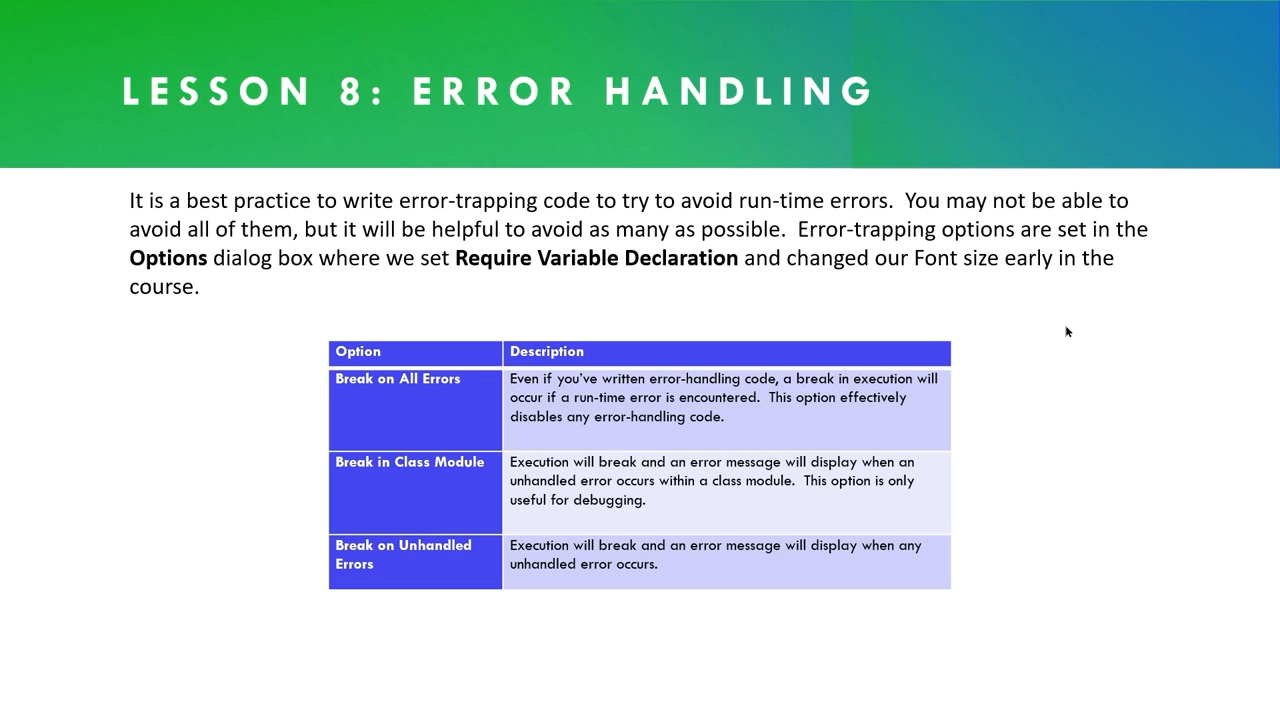 LESSON 8: ERROR HANDLING
It is a best practice to write error-trapping code to try to avoid run-time errors.  You may not be able to
avoid all of them, but it will be helpful to avoid as many as possible.  Error-trapping options are set in the
Options dialog box where we set Require Variable Declaration and changed our Font size early in the
course.
Option
Description
Break on All Errors
Even if you've written error-handling code, a break in execution will
occur if a run-time error is encountered.  This option effectively
disables any error-handling code.
Break in Class Module
Execution will break and an error message will display when an
unhandled error occurs within a class module.  This option is only
useful for debugging.
Break on Unhandled
Errors
Execution will break and an error message will display when any
unhandled error occurs.